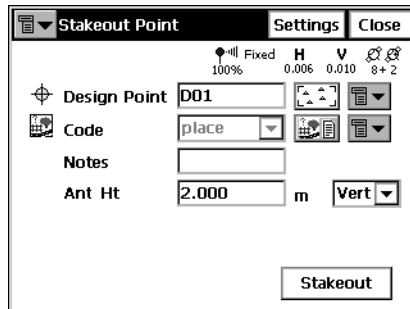 Stakeout Point Settings Close
Fixed H V
100% 0.006 0.010 8+2
Design Point D01
Code place
Notes
Ant Ht 2.000 m Vert
Stakeout